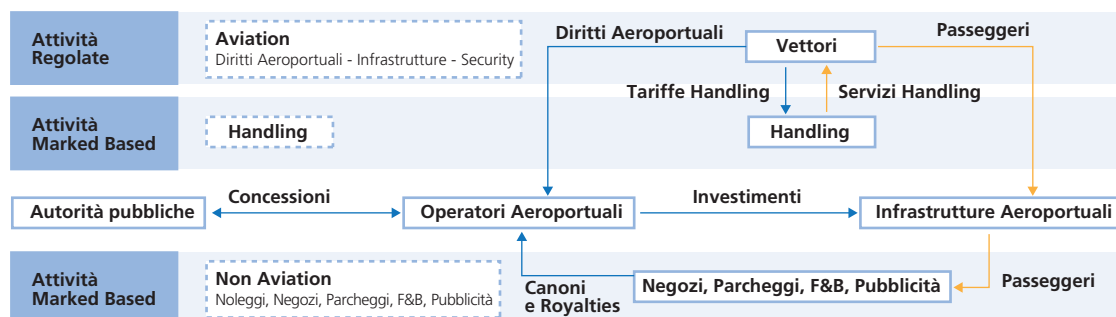 Attività
Regolate
Aviation
Diritti Aeroportuali - Infrastrutture - Security
Diritti Aeroportuali
Vettori
Passeggeri
Tariffe Handling
Servizi Handling
Attività
Marked Based
Handling
Handling
Autorità pubbliche
Concessioni
Operatori Aeroportuali
Investimenti
Infrastrutture Aeroportuali
Attività
Marked Based
Non Aviation
Noleggi, Negozi, Parcheggi, F&B, Pubblicità
Canoni
e Royalties
Negozi, Parcheggi, F&B, Pubblicità
Passeggeri